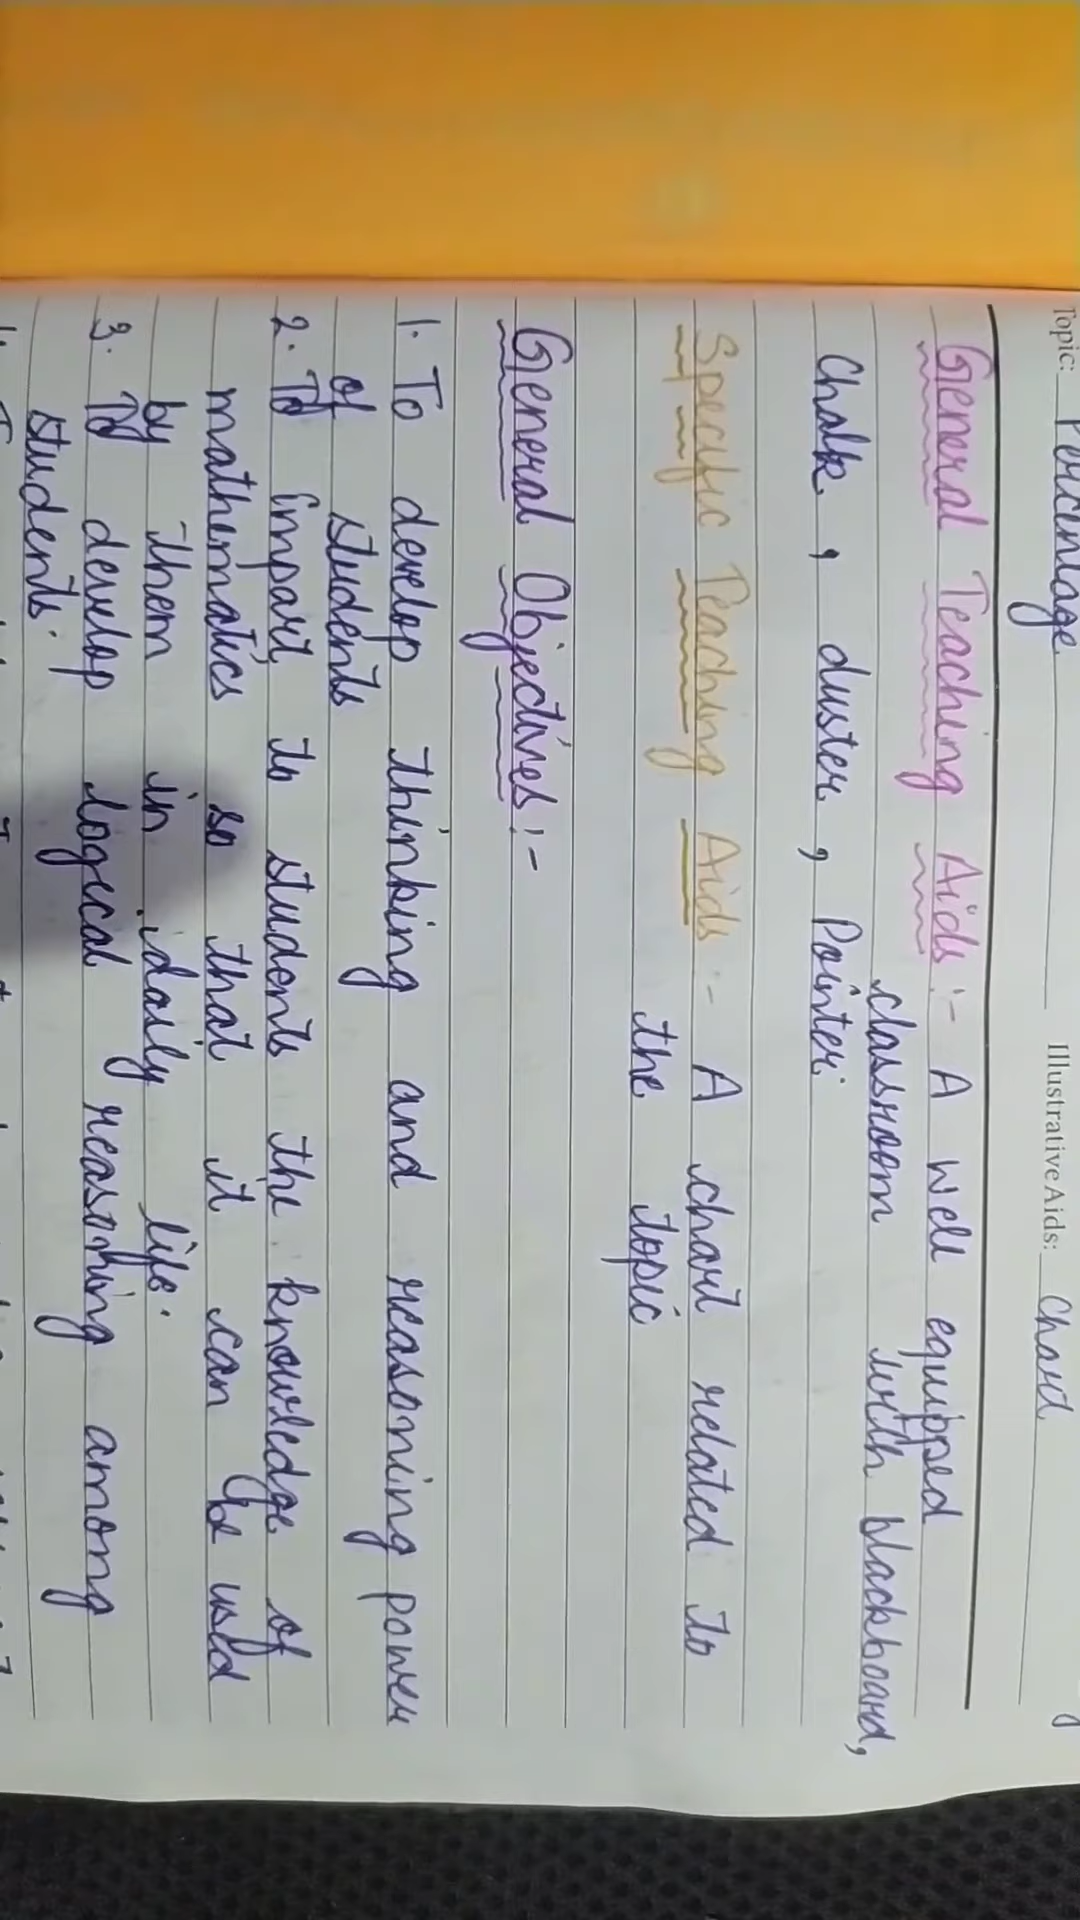 Topic: Percentage Illustrative Aids: Chart
General Teaching Aids :- A well equipped
classroom with blackboard,
Chalk, duster, Pointer.
Specific Teaching Aids :- A chart related to
the topic
General Objectives :-
1. To develop thinking and reasoning power
of students
2. To impart to students the knowledge of
mathematics so that it can be used
by them in daily life.
3. To develop logical reasoning among
students.